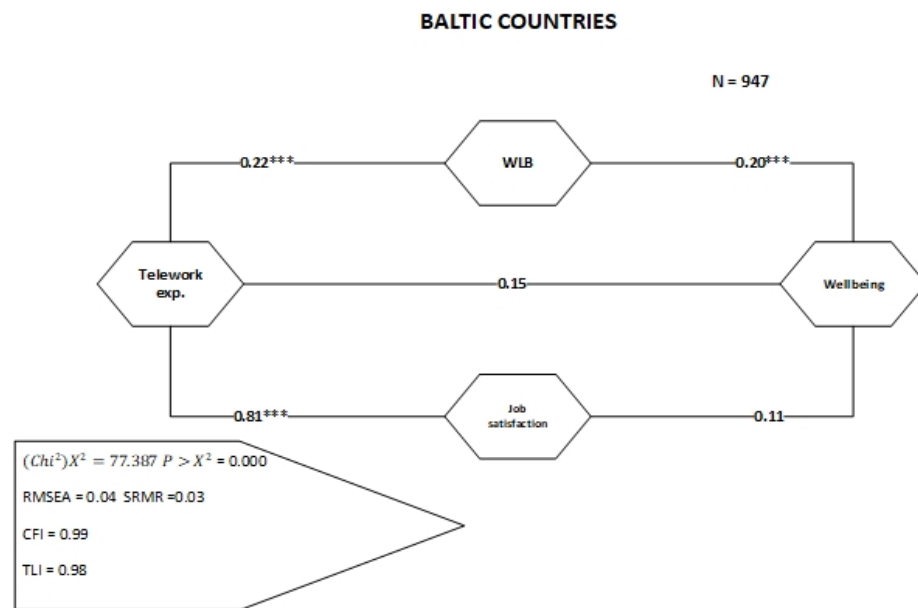 BALTIC COUNTRIES
N = 947
0.22***
WLB
0.20***
Telework
exp.
0.15
Wellbeing
0.81***
Job
satisfaction
0.11
(Chi²)X² = 77.387 P > X² = 0.000
RMSEA = 0.04 SRMR =0.03
CFI = 0.99
TLI = 0.98